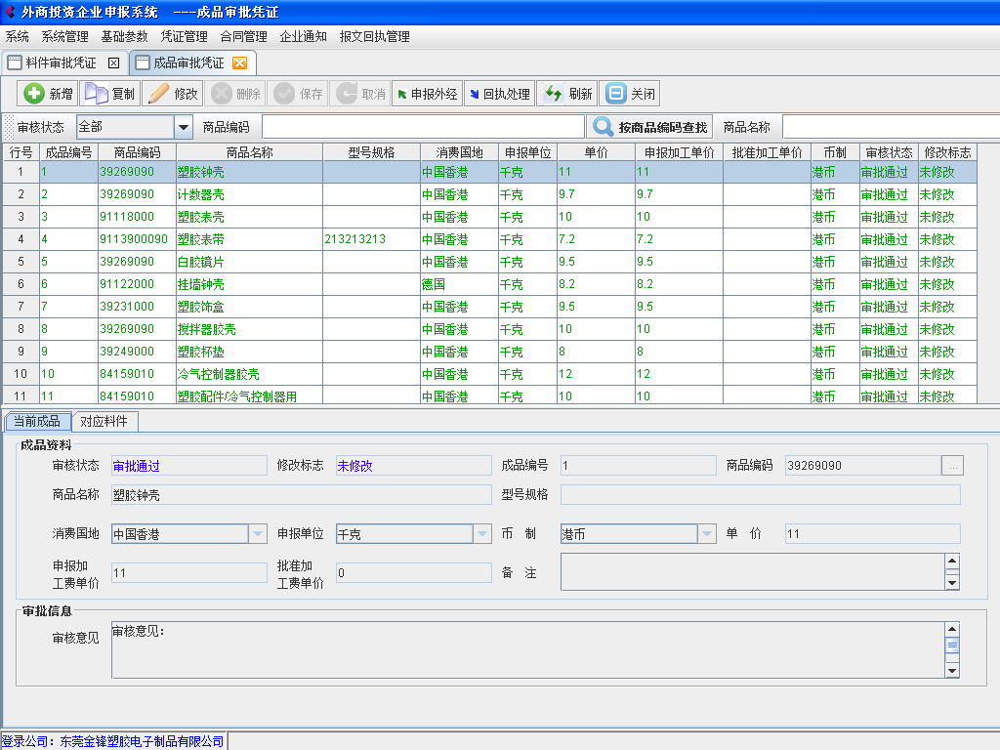 外商投资企业申报系统 ---成品审批凭证
系统 系统管理 基础参数 凭证管理 合同管理 企业通知 报文回执管理
料件审批凭证 成品审批凭证
新增 复制 修改 删除 保存 取消 申报外经 回执处理 刷新 关闭
审核状态 全部 商品编码 按商品编码查找 商品名称
行号 成品编号 商品编码 商品名称 型号规格 消费国地 申报单位 单价 申报加工单价 批准加工单价 币制 审核状态 修改标志
1 1 39269090 塑胶钟壳 中国香港 千克 11 11 港币 审批通过 未修改
2 2 39269090 计数器壳 中国香港 千克 9.7 9.7 港币 审批通过 未修改
3 3 91118000 塑胶表壳 中国香港 千克 10 10 港币 审批通过 未修改
4 4 9113900090 塑胶表带 213213213 中国香港 千克 7.2 7.2 港币 审批通过 未修改
5 5 39269090 白胶镜片 中国香港 千克 9.5 9.5 港币 审批通过 未修改
6 6 91122000 挂墙钟壳 德国 千克 8.2 8.2 港币 审批通过 未修改
7 7 39231000 塑胶饰盒 中国香港 千克 9.5 9.5 港币 审批通过 未修改
8 8 39269090 搅拌器胶壳 中国香港 千克 10 10 港币 审批通过 未修改
9 9 39249000 塑胶杯垫 中国香港 千克 8 8 港币 审批通过 未修改
10 10 84159010 冷气控制器胶壳 中国香港 千克 12 12 港币 审批通过 未修改
11 11 84159010 塑胶配件/冷气控制器用 中国香港 千克 10 10 港币 审批通过 未修改
当前成品 对应料件
成品资料
审核状态 审批通过 修改标志 未修改 成品编号 1 商品编码 39269090 ...
商品名称 塑胶钟壳 型号规格
消费国地 中国香港 申报单位 千克 币 制 港币 单 价 11
申报加
工费单价 11 批准加
工费单价 0 备 注
审批信息
审核意见 审核意见:
登录公司: 东莞金锋塑胶电子制品有限公司